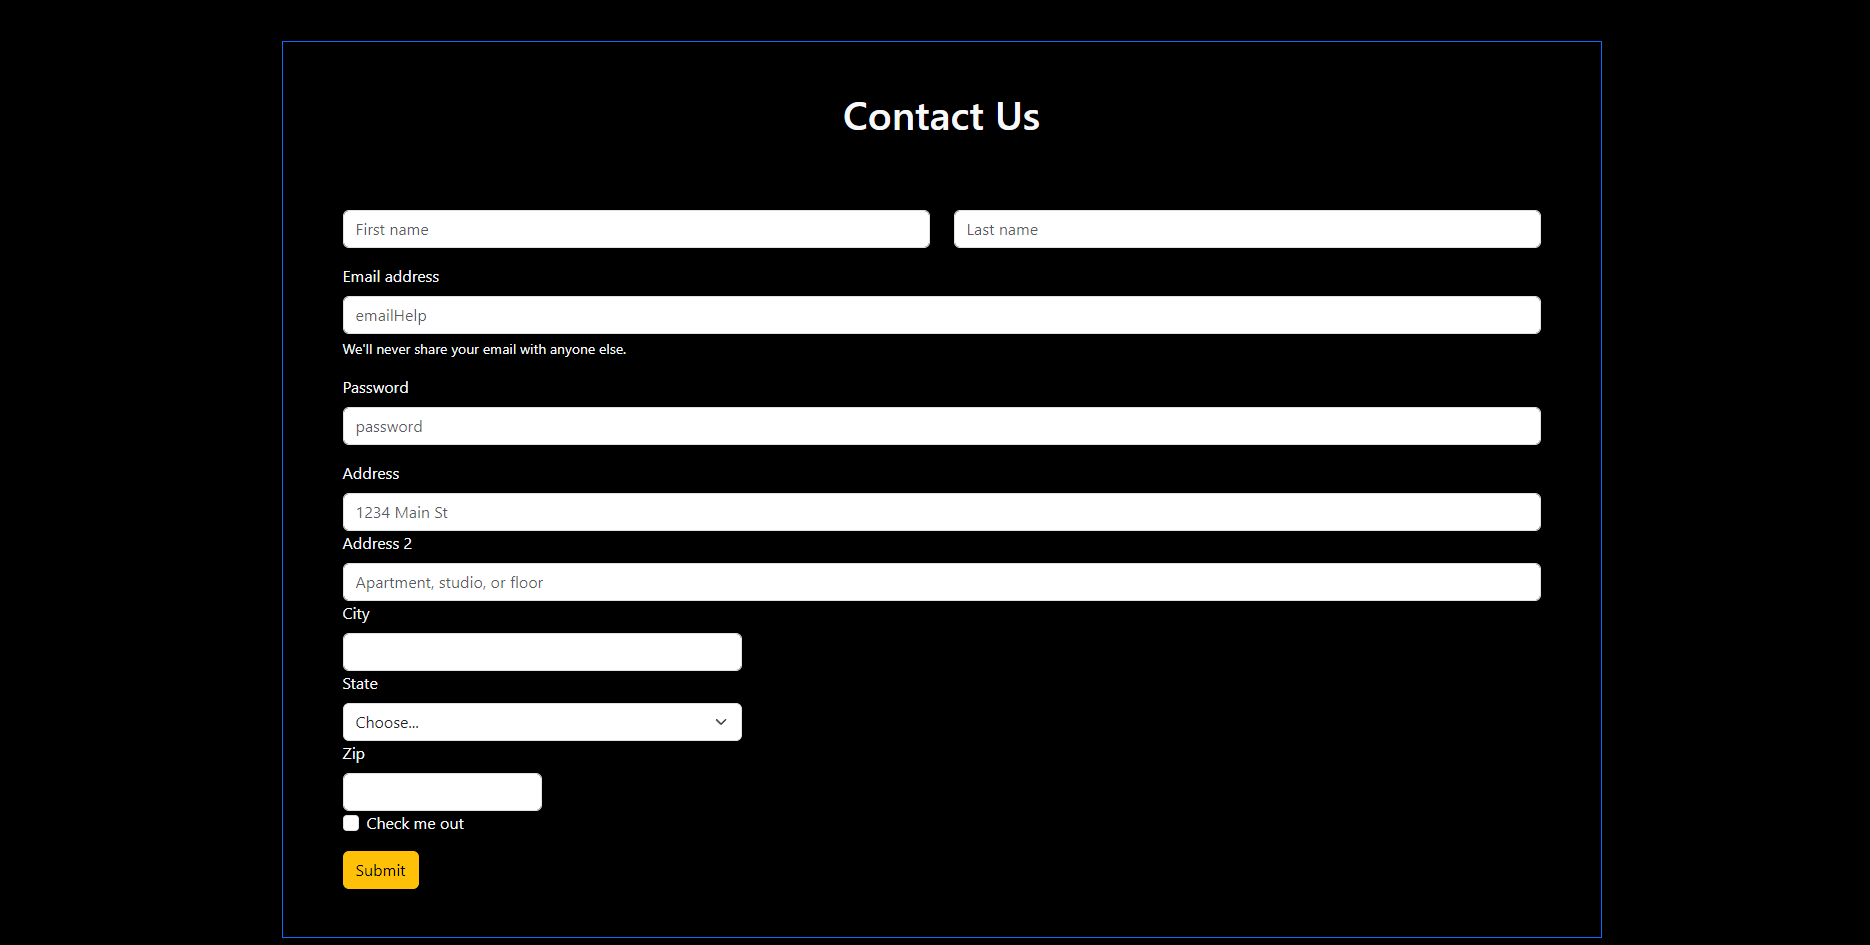 Contact Us
First name Last name
Email address
emailHelp
We'll never share your email with anyone else.
Password
password
Address
1234 Main St
Address 2
Apartment, studio, or floor
City
State
Choose...
Zip
Check me out
Submit